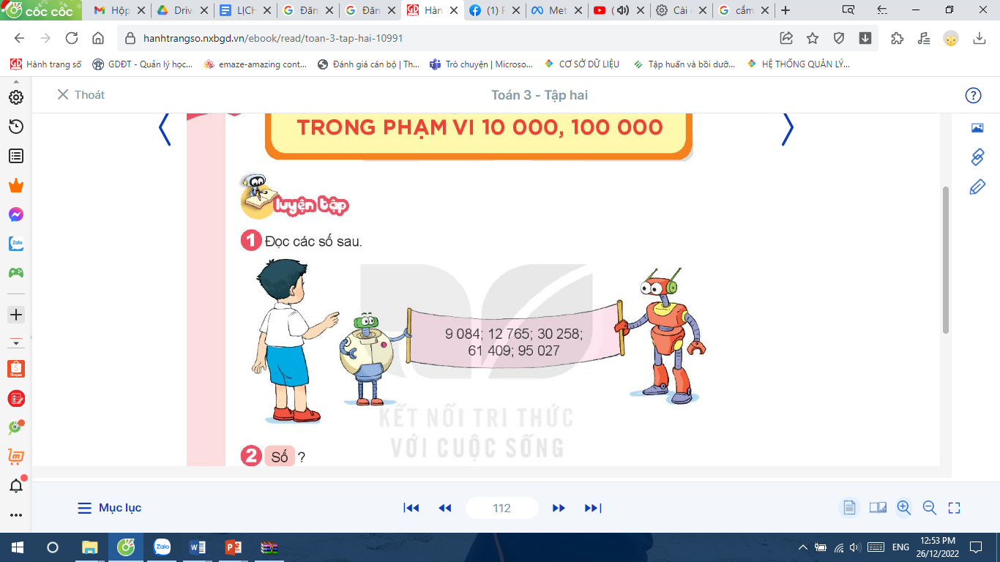 cốc cốc
Hộp
Driv
LỊCH
Đăn
Đăn
Hàn
(1) F
Met
(
Cài
cắm
hanhtrangso.nxbgd.vn/ebook/read/toan-3-tap-hai-10991
Hành trang số
GDĐT - Quản lý học...
emaze-amazing cont...
Đánh giá cán bộ | Th...
Trò chuyện | Microso...
CƠ SỞ DỮ LIỆU
Tập huấn và bồi dưỡ...
HỆ THỐNG QUẢN LÝ...
Thoát
Toán 3 - Tập hai
TRONG PHẠM VI 10 000, 100 000
luyện tập
1 Đọc các số sau.
9 084; 12 765; 30 258;
61 409; 95 027
KẾT NỐI TRI THỨC
VỚI CUỘC SỐNG
2 Số ?
Mục lục
112
Zalo
Shopee
Zalo
ENG
12:53 PM
26/12/2022